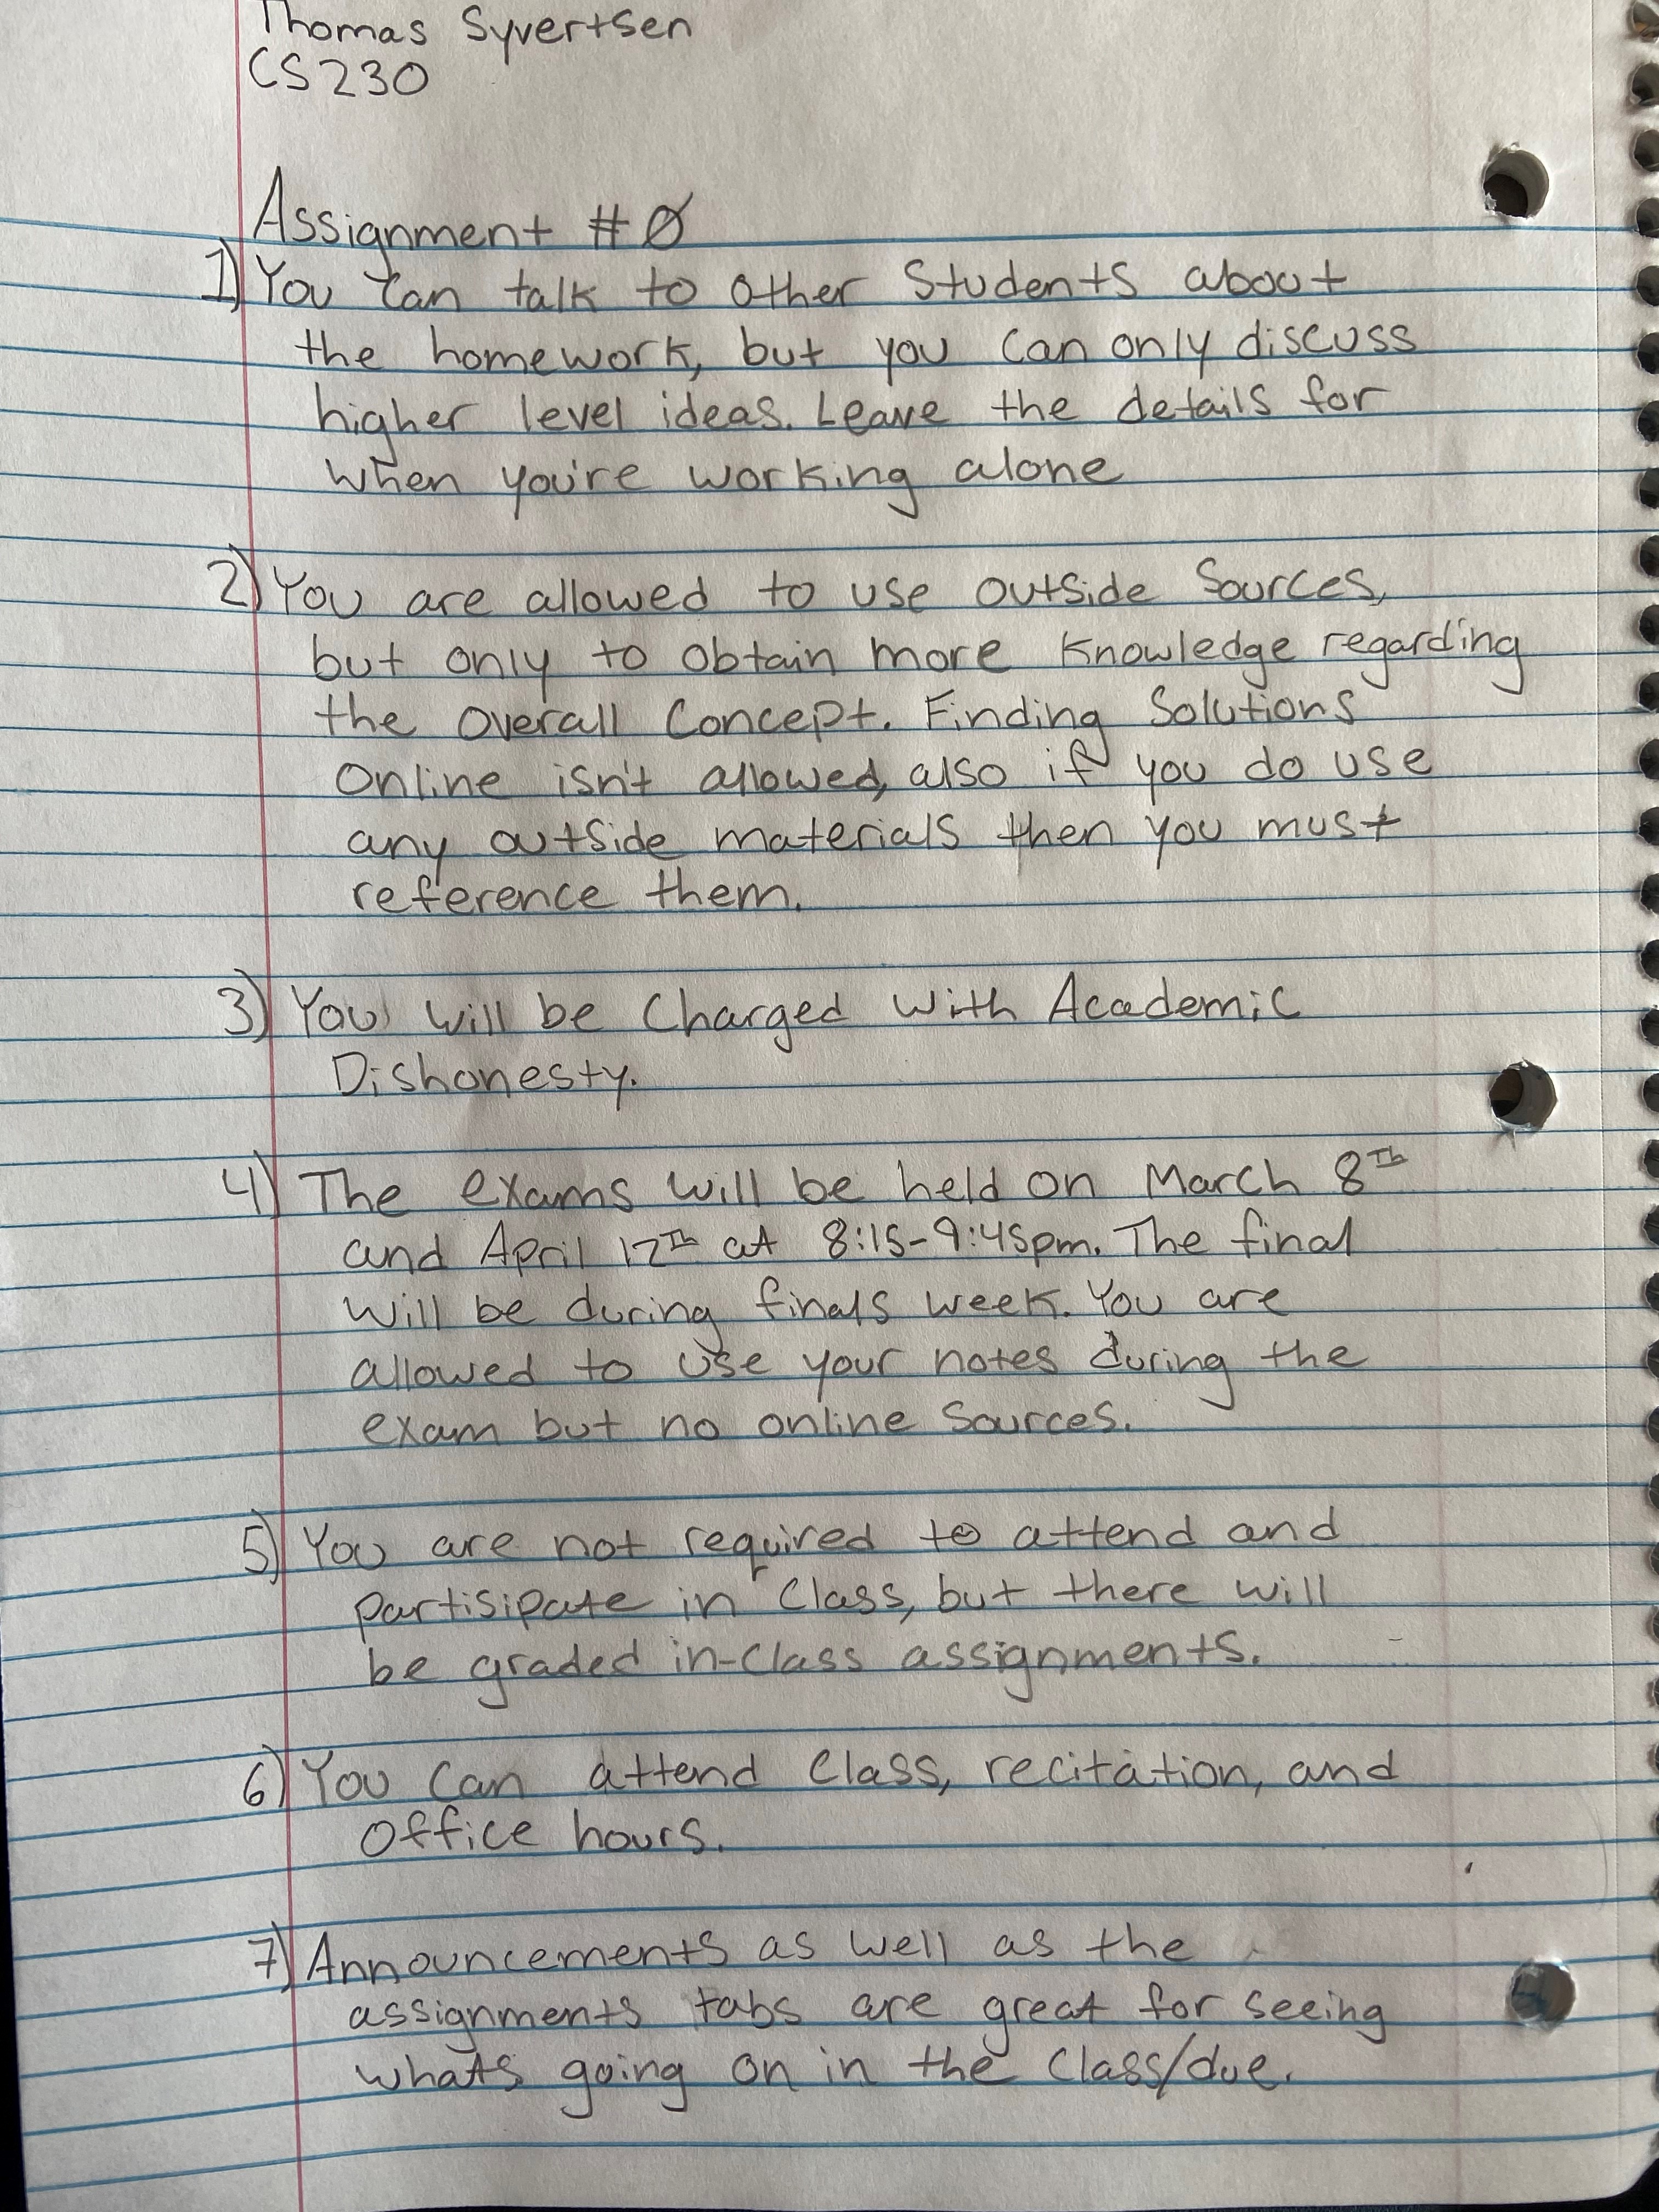 Thomas Syvertsen
CS230
Assignment #0
1) You can talk to other students about
the homework, but you can only discuss
higher level ideas. Leave the details for
when you're working alone
2) You are allowed to use outside sources,
but only to obtain more knowledge regarding
the overall concept. Finding solutions
online isn't allowed, also if you do use
any outside materials then you must
reference them.
3) You will be charged with Academic
Dishonesty.
4) The exams will be held on March 8th
and April 12th at 8:15-9:45pm. The final
will be during finals week. You are
allowed to use your notes during the
exam but no online sources.
5) You are not required to attend and
partisipate in class, but there will
be graded in-class assignments.
6) You can attend class, recitation, and
office hours.
7) Announcements as well as the
assignments tabs are great for seeing
whats going on in the class/due.